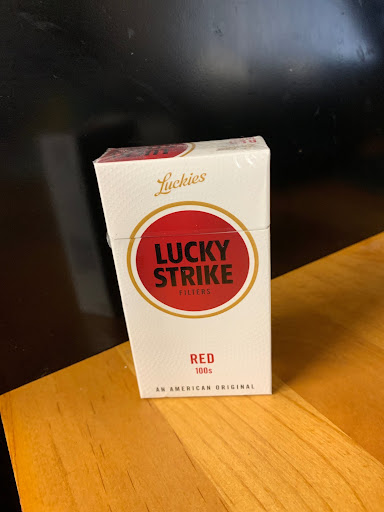 Luckies
LUCKY
STRIKE
FILTERS
RED
100s
AN AMERICAN ORIGINAL